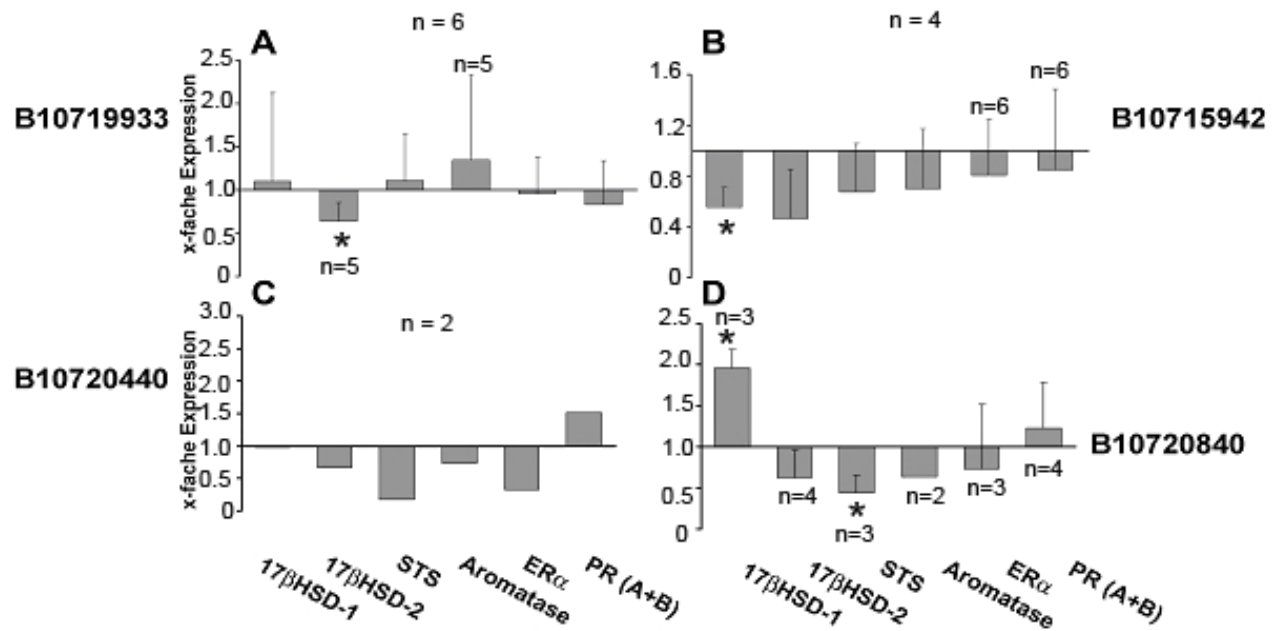 n = 6
n = 4
A
B
2.5
n=5
1.6
n=6
n=6
B10719933
x-fache Expression
2.0
1.5
1.0
0.5
0
*
n=5
1.2
0.8
0.4
0
*
B10715942
C
D
3.0
n = 2
2.5
n=3
*
B10720440
x-fache Expression
2.5
2.0
1.5
1.0
0.5
0
2.0
1.5
1.0
0.5
0
n=4
*
n=3
n=2
n=3
n=4
B10720840
17βHSD-1
17βHSD-2
STS
Aromatase
ERα
PR (A+B)
17βHSD-1
17βHSD-2
STS
Aromatase
ERα
PR (A+B)